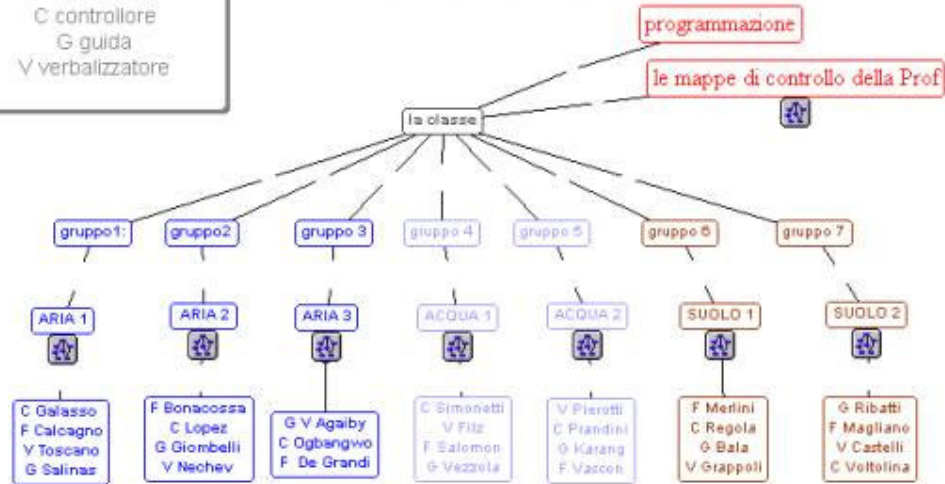 C controllore
G guida
V verbalizzatore
programmazione
le mappe di controllo della Prof
la classe
gruppo1:
gruppo2
gruppo 3
gruppo 4
gruppo 5
gruppo 6
gruppo 7
ARIA 1
ARIA 2
ARIA 3
ACQUA 1
ACQUA 2
SUOLO 1
SUOLO 2
C Galasso
F Calcagno
V Toscano
G Salinas
F Bonacossa
C Lopez
G Giombelli
V Nechev
G V Agaiby
C Ogbangwo
F De Grandi
C Simonetti
V Filz
F Salomon
G Vezzola
V Pierotti
C Prandini
G Karang
F Vascon
F Merlini
C Regola
G Bala
V Grappoli
G Ribatti
F Magliano
V Castelli
C Voltolina